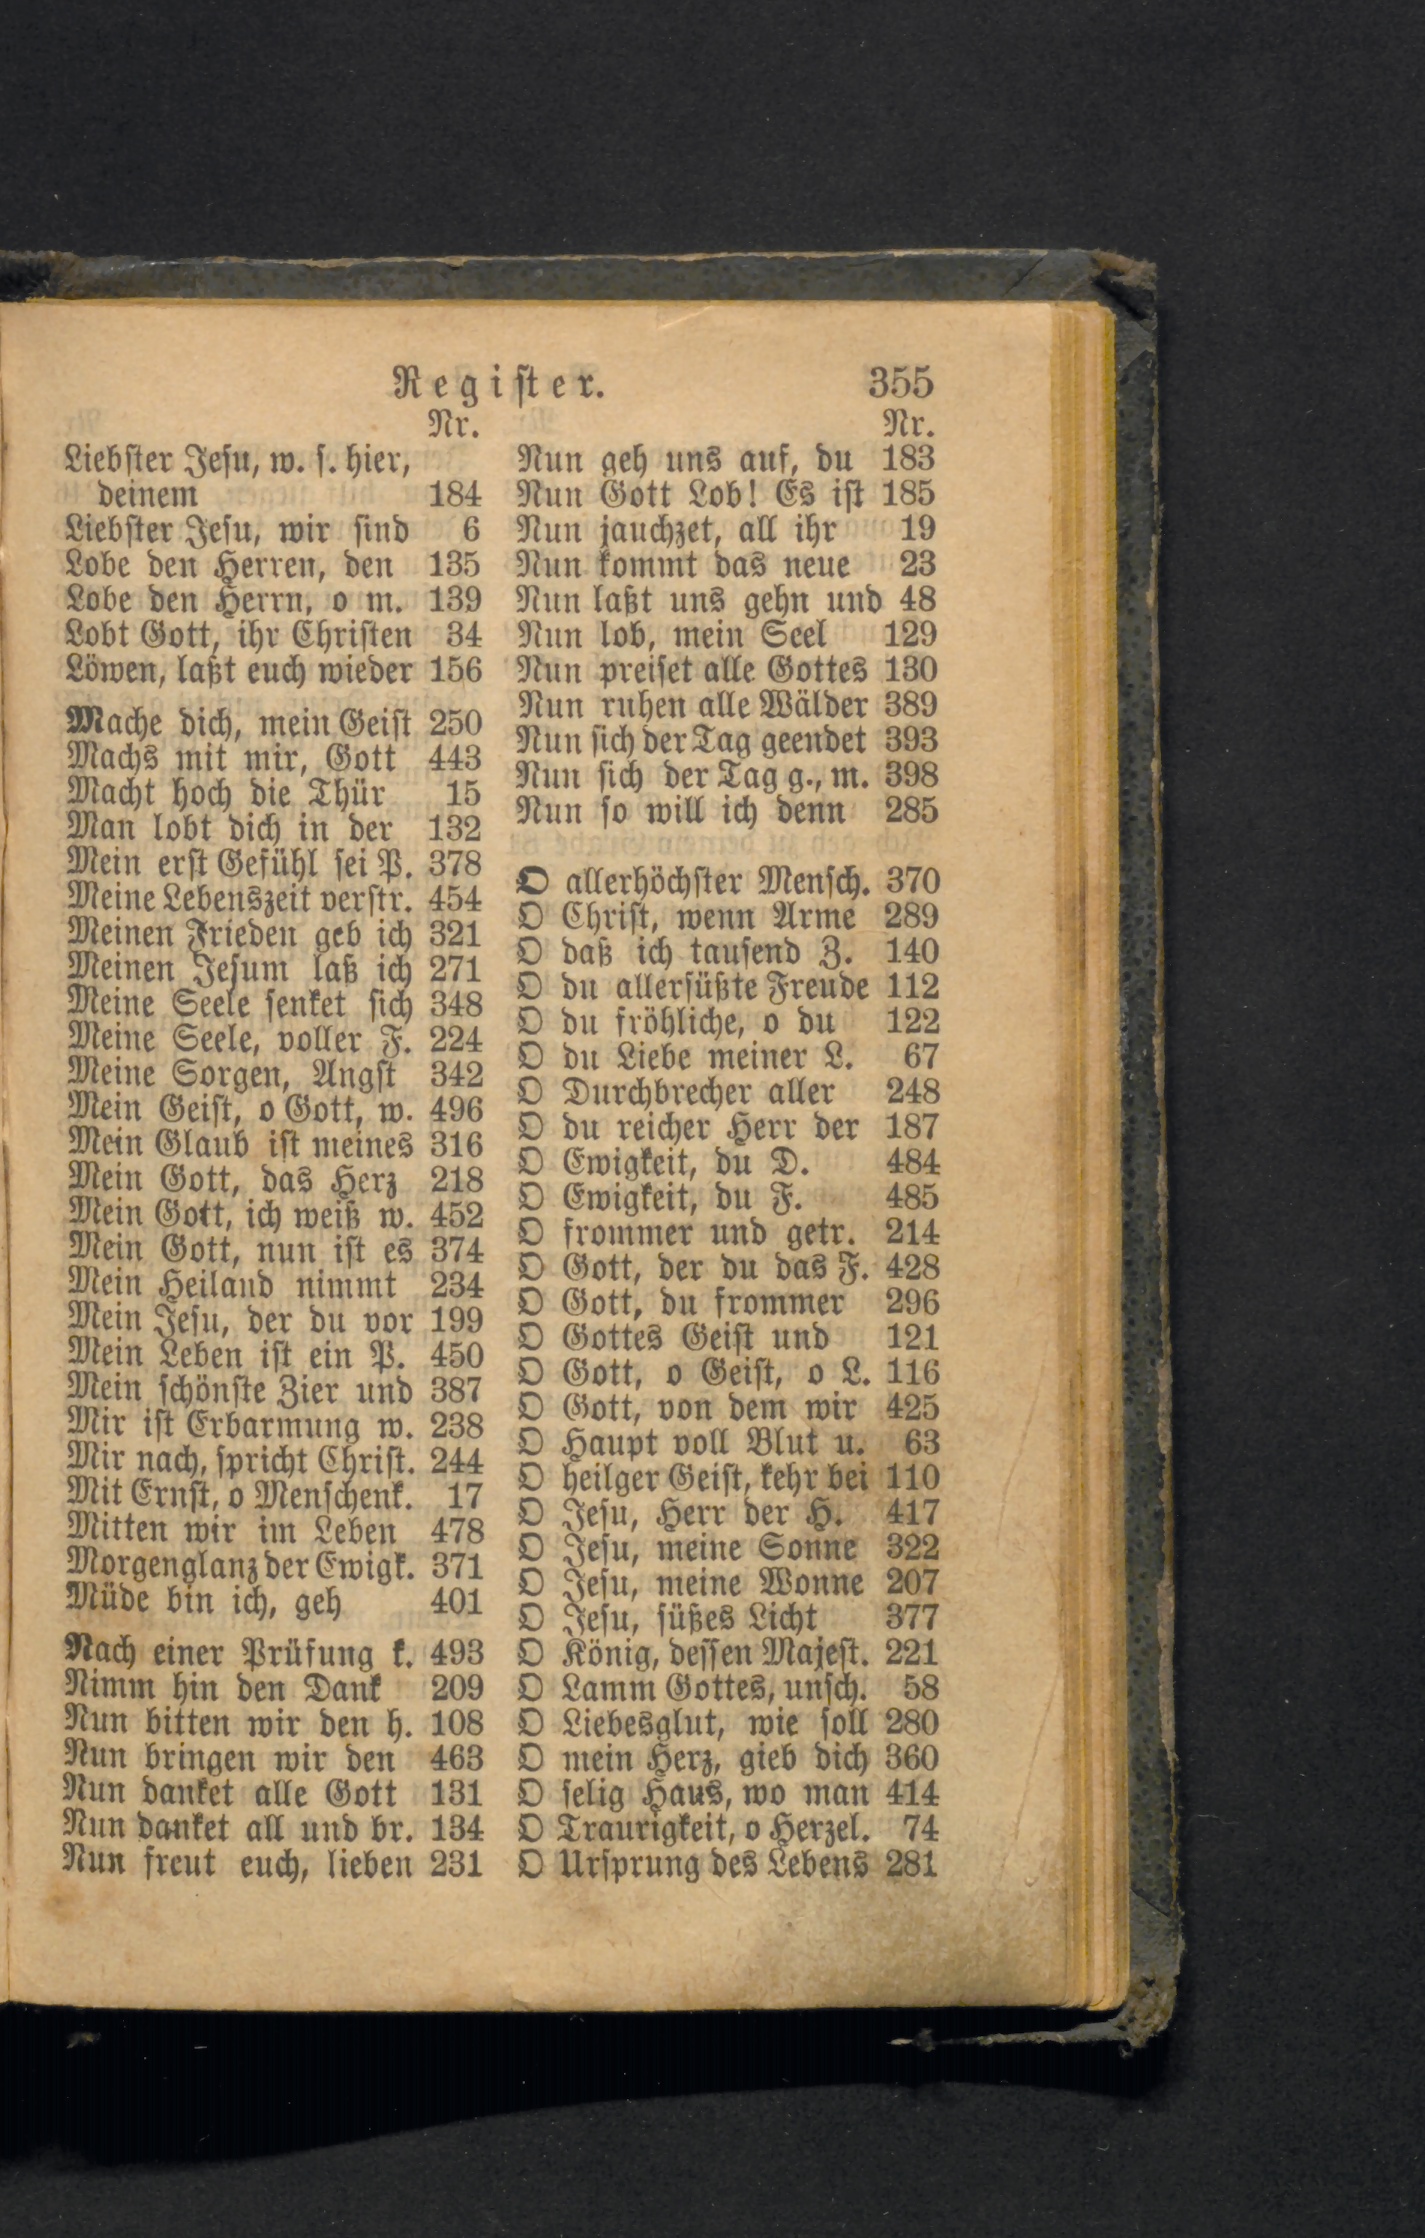 Register. 355
Nr.
Liebster Jesu, w. s. hier,
deinem 184
Liebster Jesu, wir sind 6
Lobe den Herren, den 135
Lobe den Herrn, o m. 139
Lobt Gott, ihr Christen 34
Löwen, laßt euch wieder 156
Mache dich, mein Geist 250
Machs mit mir, Gott 443
Macht hoch die Thür 15
Man lobt dich in der 132
Mein erst Gefühl sei P. 378
Meine Lebenszeit verstr. 454
Meinen Frieden geb ich 321
Meinen Jesum laß ich 271
Meine Seele senket sich 348
Meine Seele, voller F. 224
Meine Sorgen, Angst 342
Mein Geist, o Gott, w. 496
Mein Glaub ist meines 316
Mein Gott, das Herz 218
Mein Gott, ich weiß w. 452
Mein Gott, nun ist es 374
Mein Heiland nimmt 234
Mein Jesu, der du vor 199
Mein Leben ist ein P. 450
Mein schönste Zier und 387
Mir ist Erbarmung w. 238
Mir nach, spricht Christ. 244
Mit Ernst, o Menschenk. 17
Mitten wir im Leben 478
Morgenglanz der Ewigk. 371
Müde bin ich, geh 401
Nach einer Prüfung k. 493
Nimm hin den Dank 209
Nun bitten wir den h. 108
Nun bringen wir den 463
Nun danket alle Gott 131
Nun danket all und br. 134
Nun freut euch, lieben 231
Nr.
Nun geh uns auf, du 183
Nun Gott Lob! Es ist 185
Nun jauchzet, all ihr 19
Nun kommt das neue 23
Nun laßt uns gehn und 48
Nun lob, mein Seel 129
Nun preiset alle Gottes 130
Nun ruhen alle Wälder 389
Nun sich der Tag geendet 393
Nun sich der Tag g., m. 398
Nun so will ich denn 285
O allerhöchster Mensch. 370
O Christ, wenn Arme 289
O daß ich tausend Z. 140
O du allersüßte Freude 112
O du fröhliche, o du 122
O du Liebe meiner L. 67
O Durchbrecher aller 248
O du reicher Herr der 187
O Ewigkeit, du D. 484
O Ewigkeit, du F. 485
O frommer und getr. 214
O Gott, der du das F. 428
O Gott, du frommer 296
O Gottes Geist und 121
O Gott, o Geist, o L. 116
O Gott, von dem wir 425
O Haupt voll Blut u. 63
O heilger Geist, kehr bei 110
O Jesu, Herr der H. 417
O Jesu, meine Sonne 322
O Jesu, meine Wonne 207
O Jesu, süßes Licht 377
O König, dessen Majest. 221
O Lamm Gottes, unsch. 58
O Liebesglut, wie soll 280
O mein Herz, gieb dich 360
O selig Haus, wo man 414
O Traurigkeit, o Herzel. 74
O Ursprung des Lebens 281